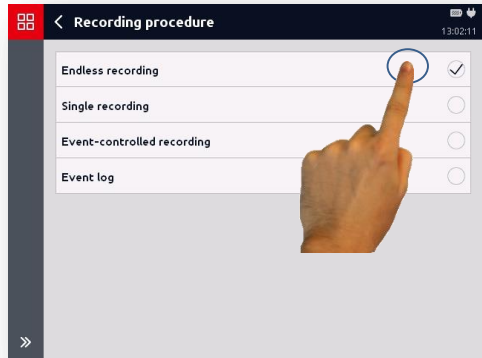 Recording procedure
13:02:11
Endless recording
Single recording
Event-controlled recording
Event log